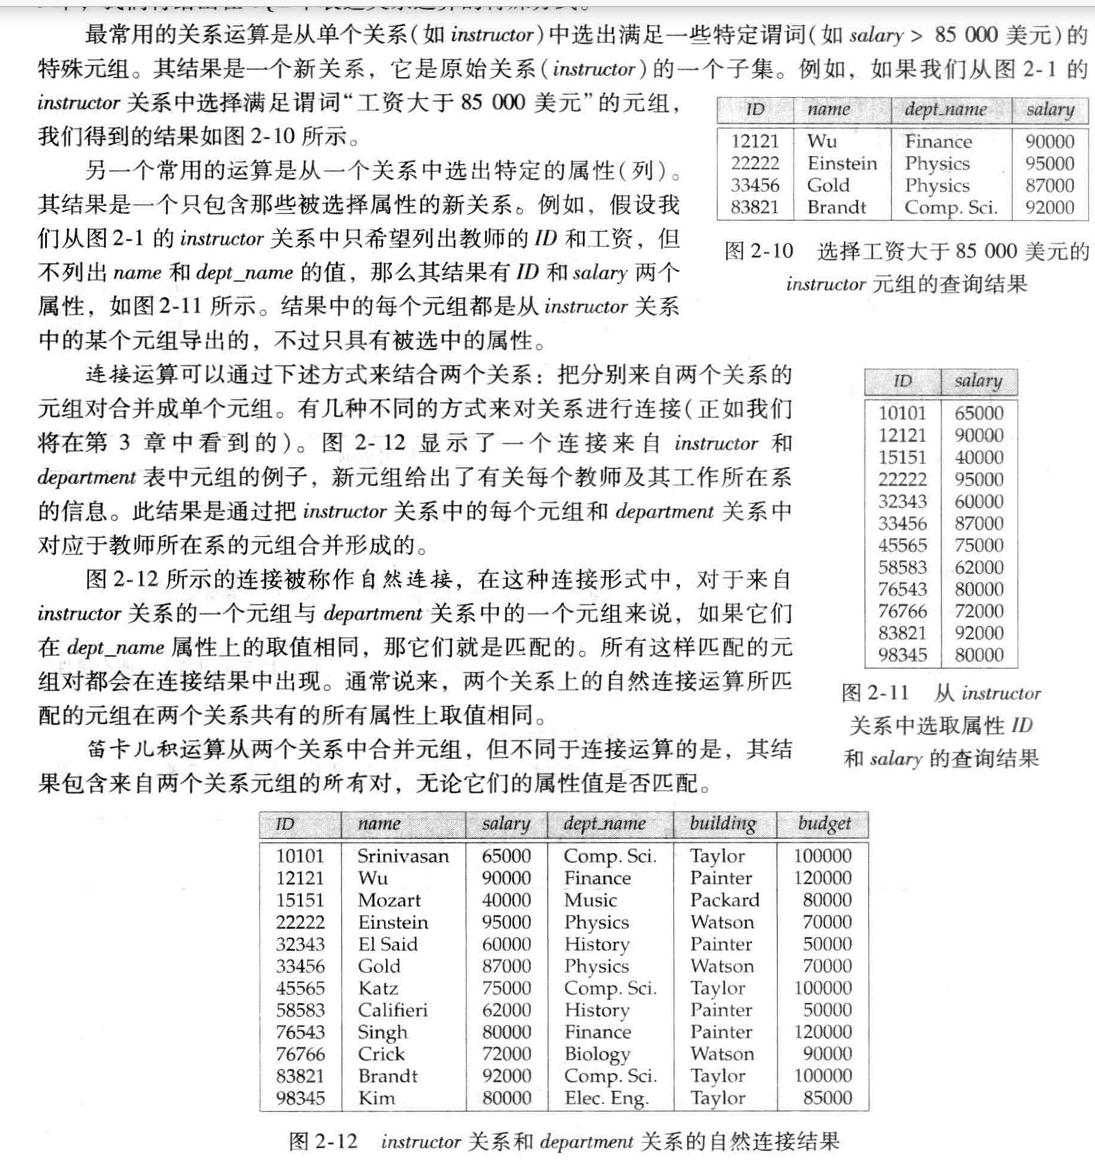 最常用的关系运算是从单个关系(如 instructor)中选出满足一些特定谓词(如 salary > 85 000 美元)的
特殊元组。其结果是一个新关系，它是原始关系(instructor)的一个子集。例如，如果我们从图 2-1 的
instructor 关系中选择满足谓词“工资大于 85 000 美元”的元组，
我们得到的结果如图 2-10 所示。
另一个常用的运算是从一个关系中选出特定的属性(列)。
其结果是一个只包含那些被选择属性的新关系。例如，假设我
们从图 2-1 的 instructor 关系中只希望列出教师的 ID 和工资，但
不列出 name 和 dept_name 的值，那么其结果有 ID 和 salary 两个
属性，如图 2-11 所示。结果中的每个元组都是从 instructor 关系
中的某个元组导出的，不过只具有被选中的属性。
ID name dept_name salary
12121 Wu Finance 90000
22222 Einstein Physics 95000
33456 Gold Physics 87000
83821 Brandt Comp. Sci. 92000
图 2-10 选择工资大于 85 000 美元的
instructor 元组的查询结果
连接运算可以通过下述方式来结合两个关系：把分别来自两个关系的
元组对合并成单个元组。有几种不同的方式来对关系进行连接(正如我们
将在第 3 章中看到的)。图 2-12 显示了一个连接来自 instructor 和
department 表中元组的例子，新元组给出了有关每个教师及其工作所在系
的信息。此结果是通过把 instructor 关系中的每个元组和 department 关系中
对应于教师所在系的元组合并形成的。
图 2-12 所示的连接被称作自然连接，在这种连接形式中，对于来自
instructor 关系的一个元组与 department 关系中的一个元组来说，如果它们
在 dept_name 属性上的取值相同，那它们就是匹配的。所有这样匹配的元
组对都会在连接结果中出现。通常说来，两个关系上的自然连接运算所匹
配的元组在两个关系共有的所有属性上取值相同。
笛卡儿积运算从两个关系中合并元组，但不同于连接运算的是，其结
果包含来自两个关系元组的所有对，无论它们的属性值是否匹配。
ID salary
10101 65000
12121 90000
15151 40000
22222 95000
32343 60000
33456 87000
45565 75000
58583 62000
76543 80000
76766 72000
83821 92000
98345 80000
图 2-11 从 instructor
关系中选取属性 ID
和 salary 的查询结果
ID name salary dept_name building budget
10101 Srinivasan 65000 Comp. Sci. Taylor 100000
12121 Wu 90000 Finance Painter 120000
15151 Mozart 40000 Music Packard 80000
22222 Einstein 95000 Physics Watson 70000
32343 El Said 60000 History Painter 50000
33456 Gold 87000 Physics Watson 70000
45565 Katz 75000 Comp. Sci. Taylor 100000
58583 Califieri 62000 History Painter 50000
76543 Singh 80000 Finance Painter 120000
76766 Crick 72000 Biology Watson 90000
83821 Brandt 92000 Comp. Sci. Taylor 100000
98345 Kim 80000 Elec. Eng. Taylor 85000
图 2-12 instructor 关系和 department 关系的自然连接结果